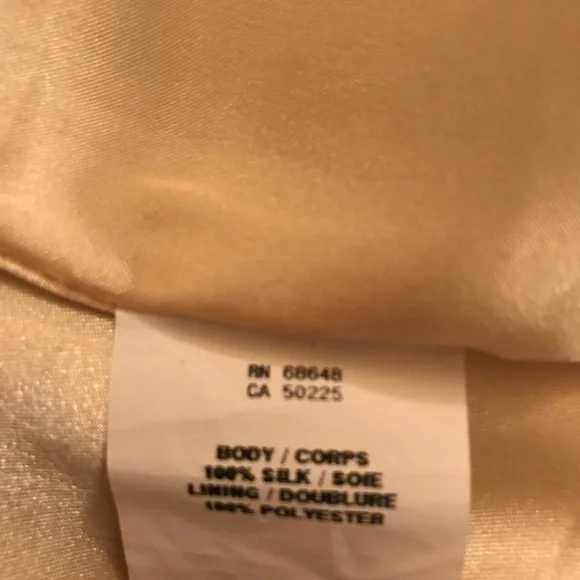 RN 68648
CA 50225
BODY / CORPS
100% SILK / SOIE
LINING / DOUBLURE
100% POLYESTER